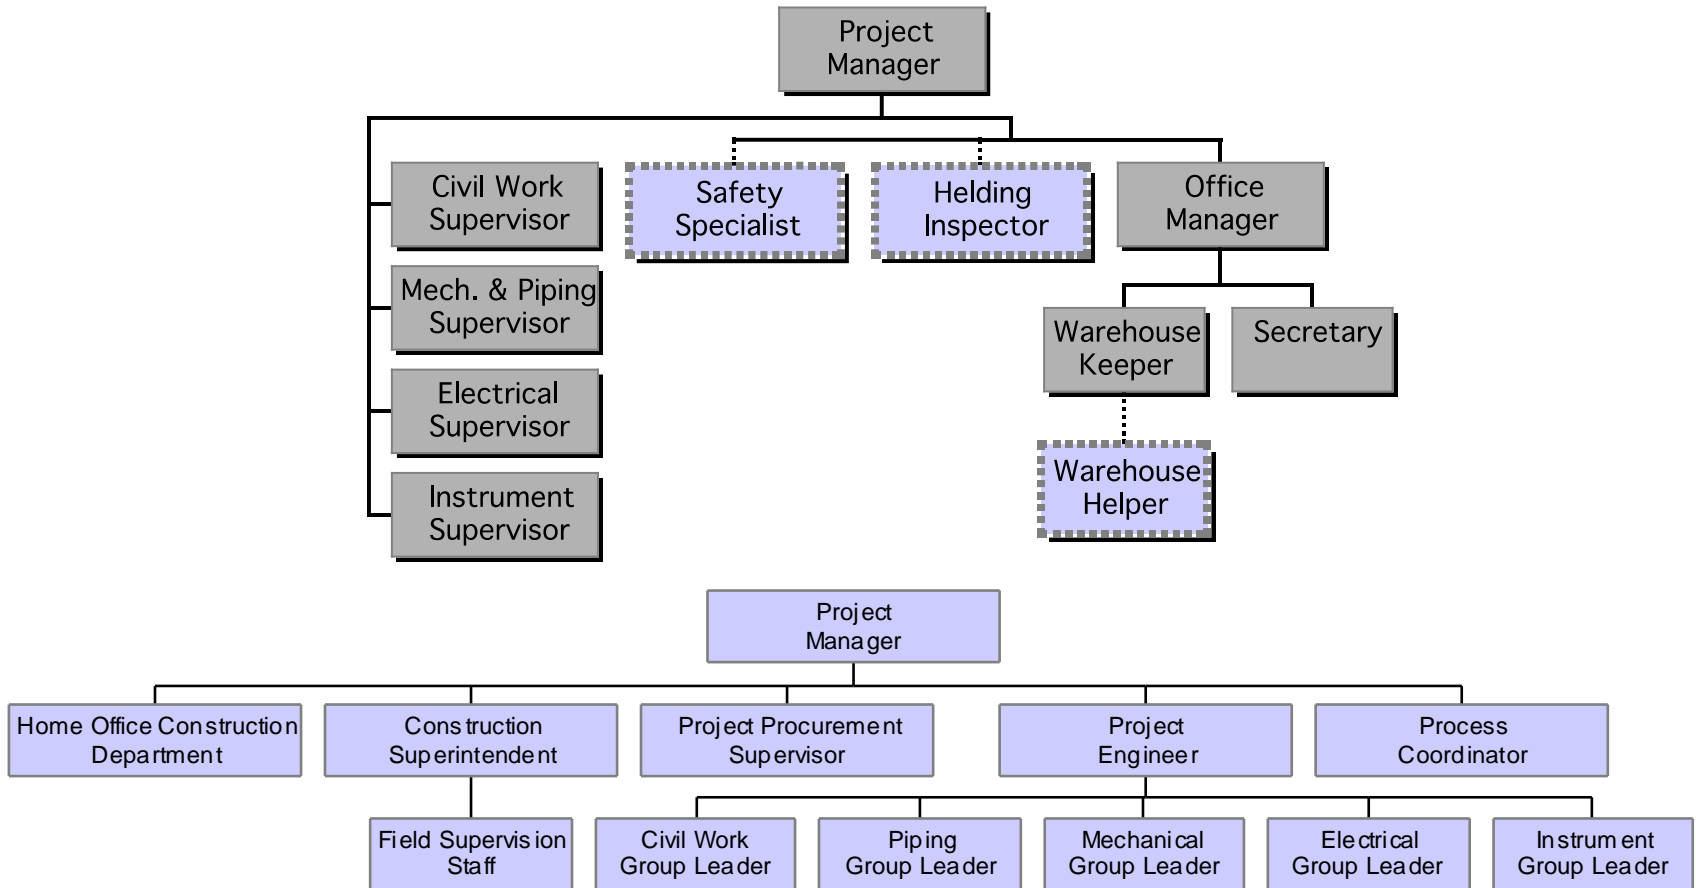 Project
Manager
Civil Work
Supervisor
Safety
Specialist
Helding
Inspector
Office
Manager
Mech. & Piping
Supervisor
Warehouse
Keeper
Secretary
Electrical
Supervisor
Warehouse
Helper
Instrument
Supervisor
Project
Manager
Home Office Construction
Department
Construction
Superintendent
Project Procurement
Supervisor
Project
Engineer
Process
Coordinator
Field Supervision
Staff
Civil Work
Group Leader
Piping
Group Leader
Mechanical
Group Leader
Electrical
Group Leader
Instrument
Group Leader